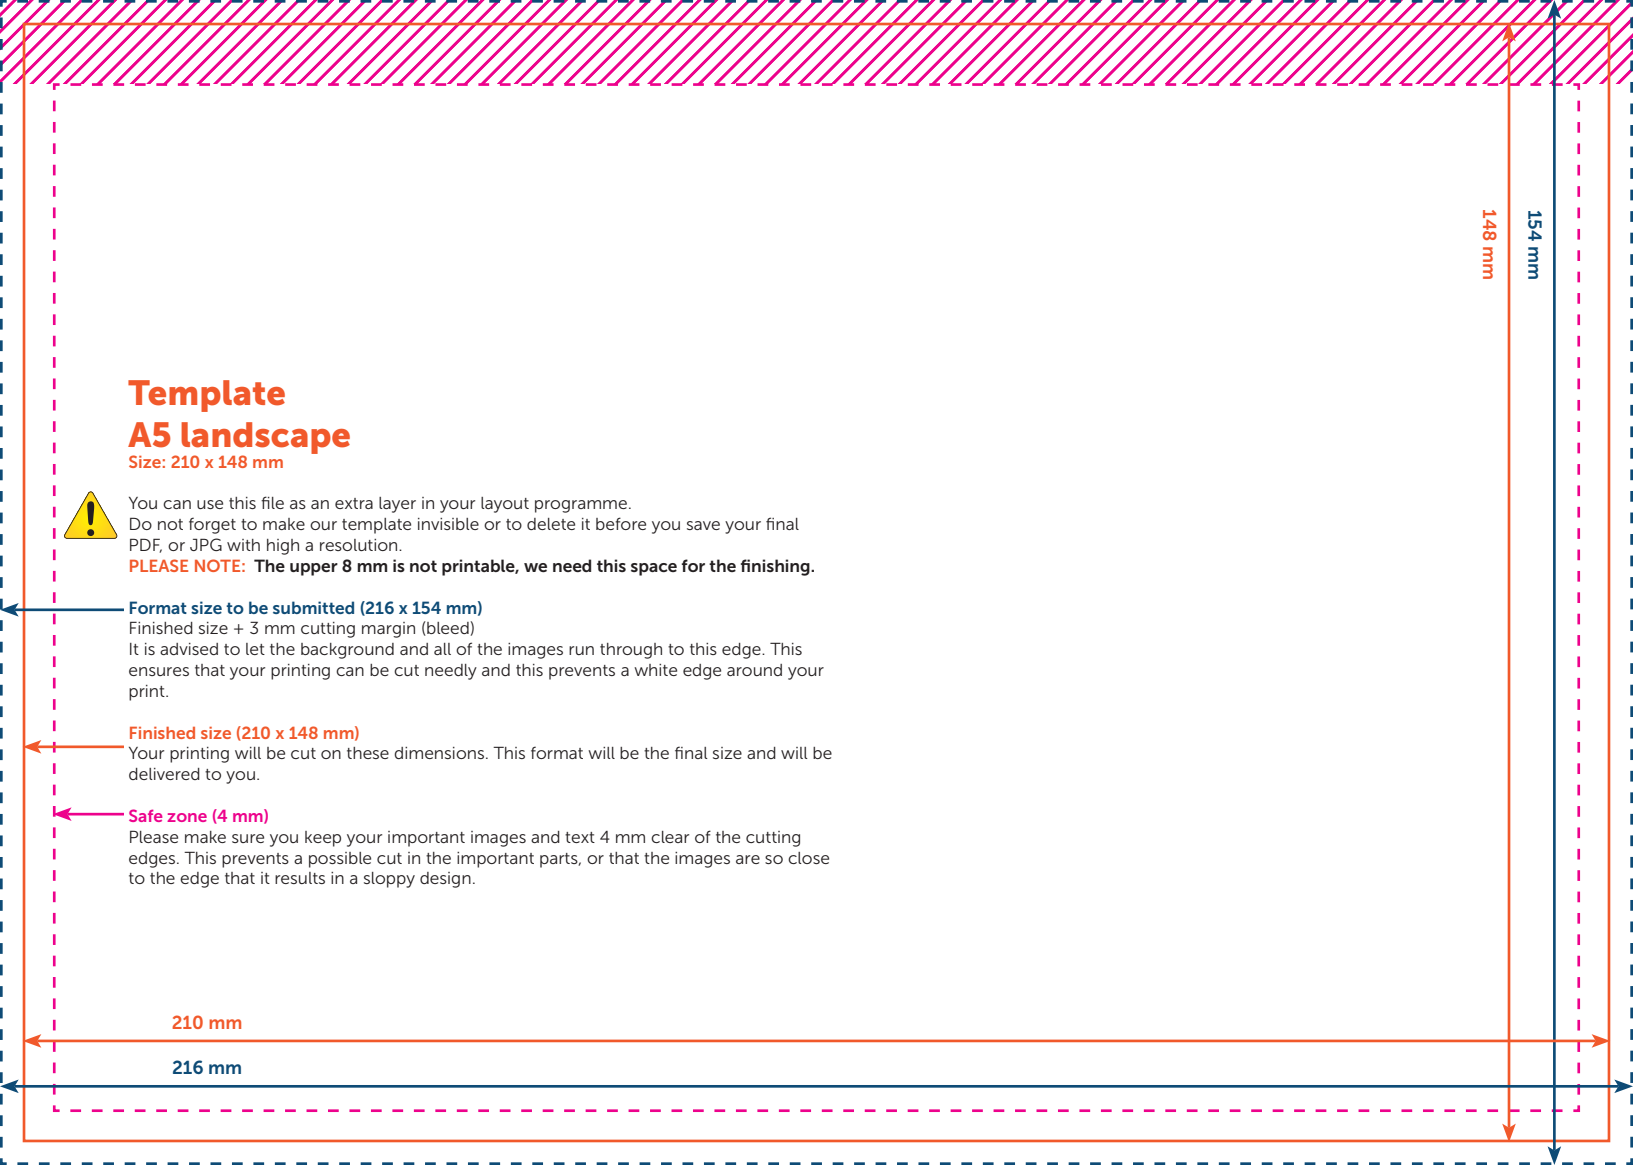 148 mm
154 mm
Template
A5 landscape
Size: 210 x 148 mm
You can use this file as an extra layer in your layout programme.
Do not forget to make our template invisible or to delete it before you save your final
PDF, or JPG with high a resolution.
PLEASE NOTE: The upper 8 mm is not printable, we need this space for the finishing.
Format size to be submitted (216 x 154 mm)
Finished size + 3 mm cutting margin (bleed)
It is advised to let the background and all of the images run through to this edge. This
ensures that your printing can be cut needly and this prevents a white edge around your
print.
Finished size (210 x 148 mm)
Your printing will be cut on these dimensions. This format will be the final size and will be
delivered to you.
Safe zone (4 mm)
Please make sure you keep your important images and text 4 mm clear of the cutting
edges. This prevents a possible cut in the important parts, or that the images are so close
to the edge that it results in a sloppy design.
210 mm
216 mm